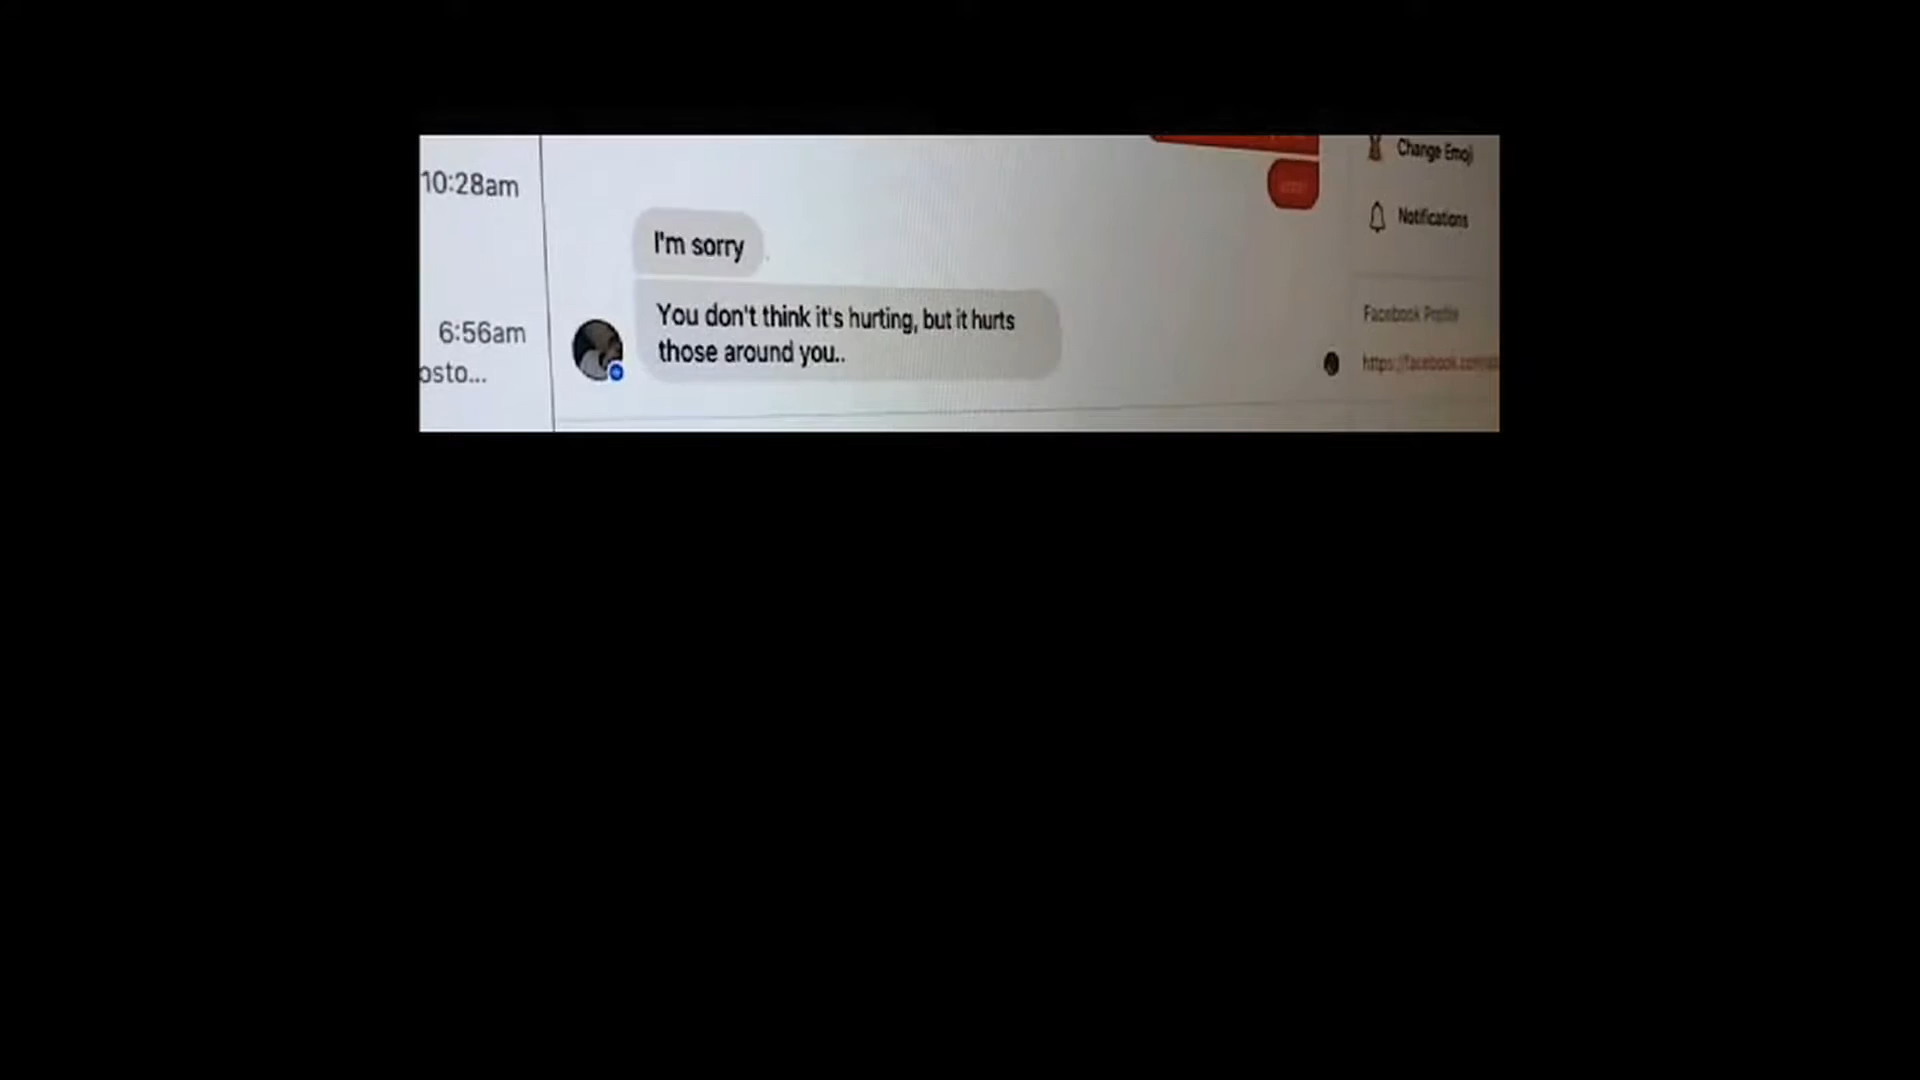 10:28am
6:56am
osto...
I'm sorry
You don't think it's hurting, but it hurts
those around you..
Change Emoji
Notifications
Facebook Profile